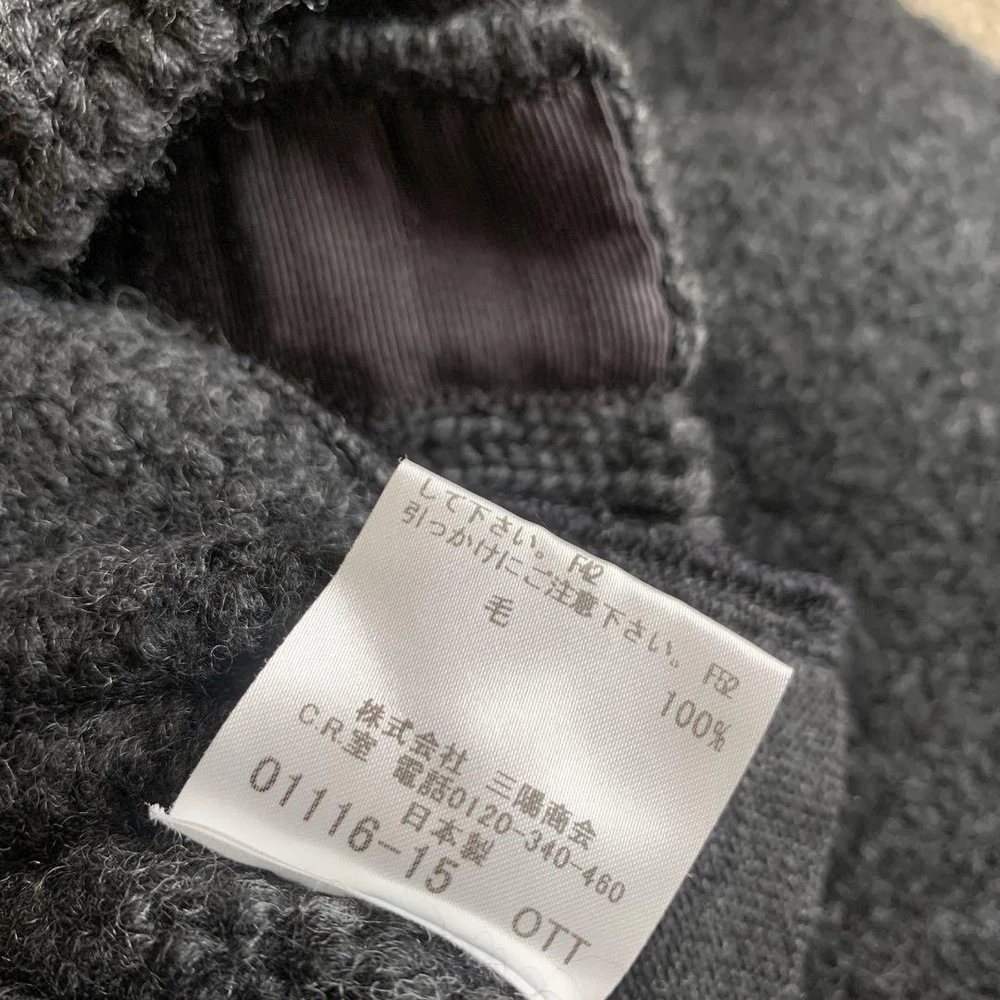 して下さい。 F42
引っかけにご注意下さい。 F52
毛 100%
株式会社 三陽商会
C.R.室 電話0120-340-460
日本製
01116-15 OTT